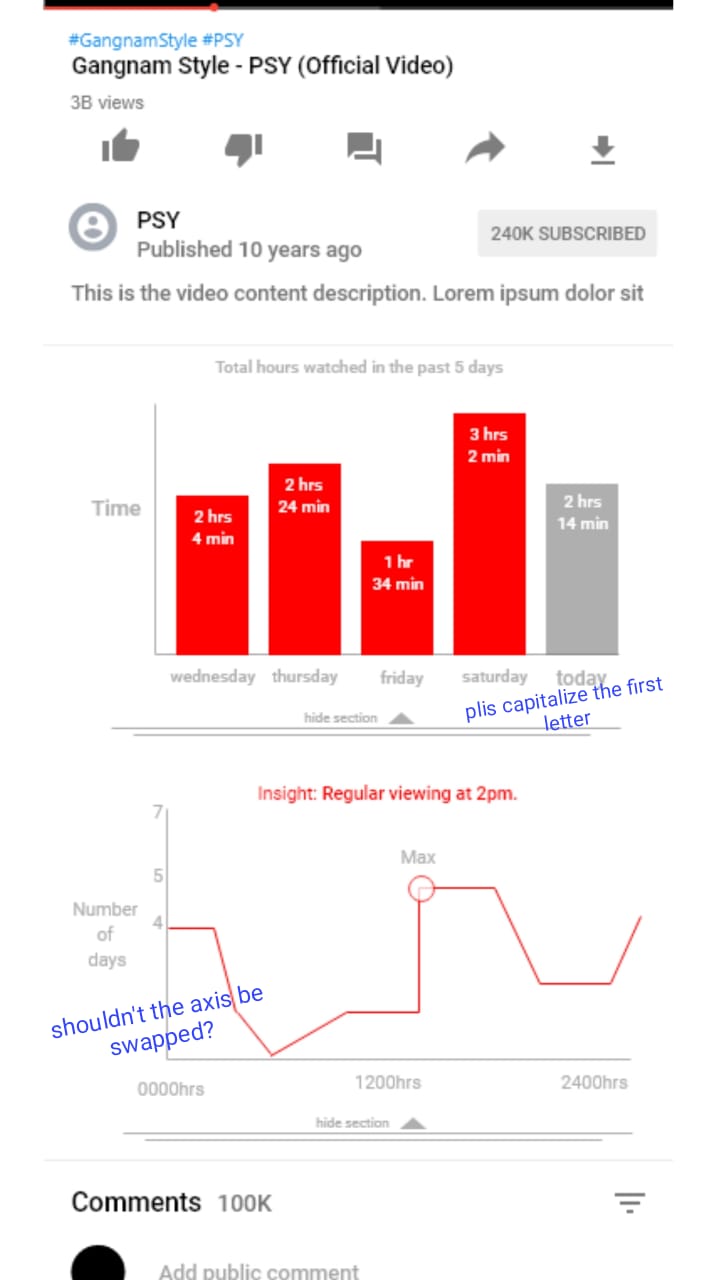 #GangnamStyle #PSY
Gangnam Style - PSY (Official Video)
3B views
PSY
240K SUBSCRIBED
Published 10 years ago
This is the video content description. Lorem ipsum dolor sit
Total hours watched in the past 5 days
Time
2 hrs
4 min
2 hrs
24 min
1 hr
34 min
3 hrs
2 min
2 hrs
14 min
wednesday thursday friday saturday today
plis capitalize the first
letter
hide section
Insight: Regular viewing at 2pm.
7
5
4
Number
of
days
Max
shouldn't the axis be
swapped?
0000hrs 1200hrs 2400hrs
hide section
Comments 100K
Add public comment